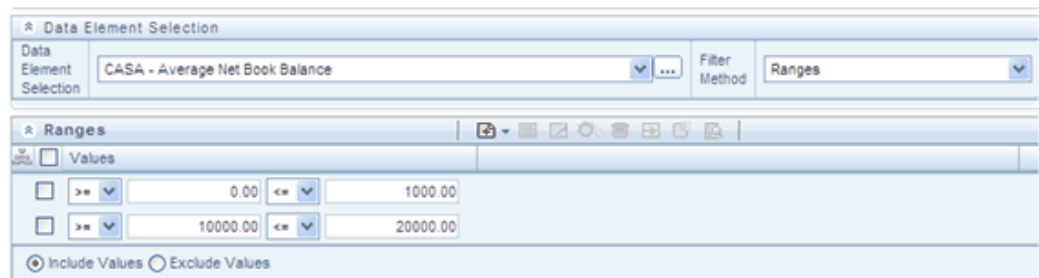 Data Element Selection
Data Element Selection
CASA - Average Net Book Balance
...
Filter Method
Ranges
Ranges
Values
>= 0.00 <= 1000.00
>= 10000.00 <= 20000.00
Include Values Exclude Values